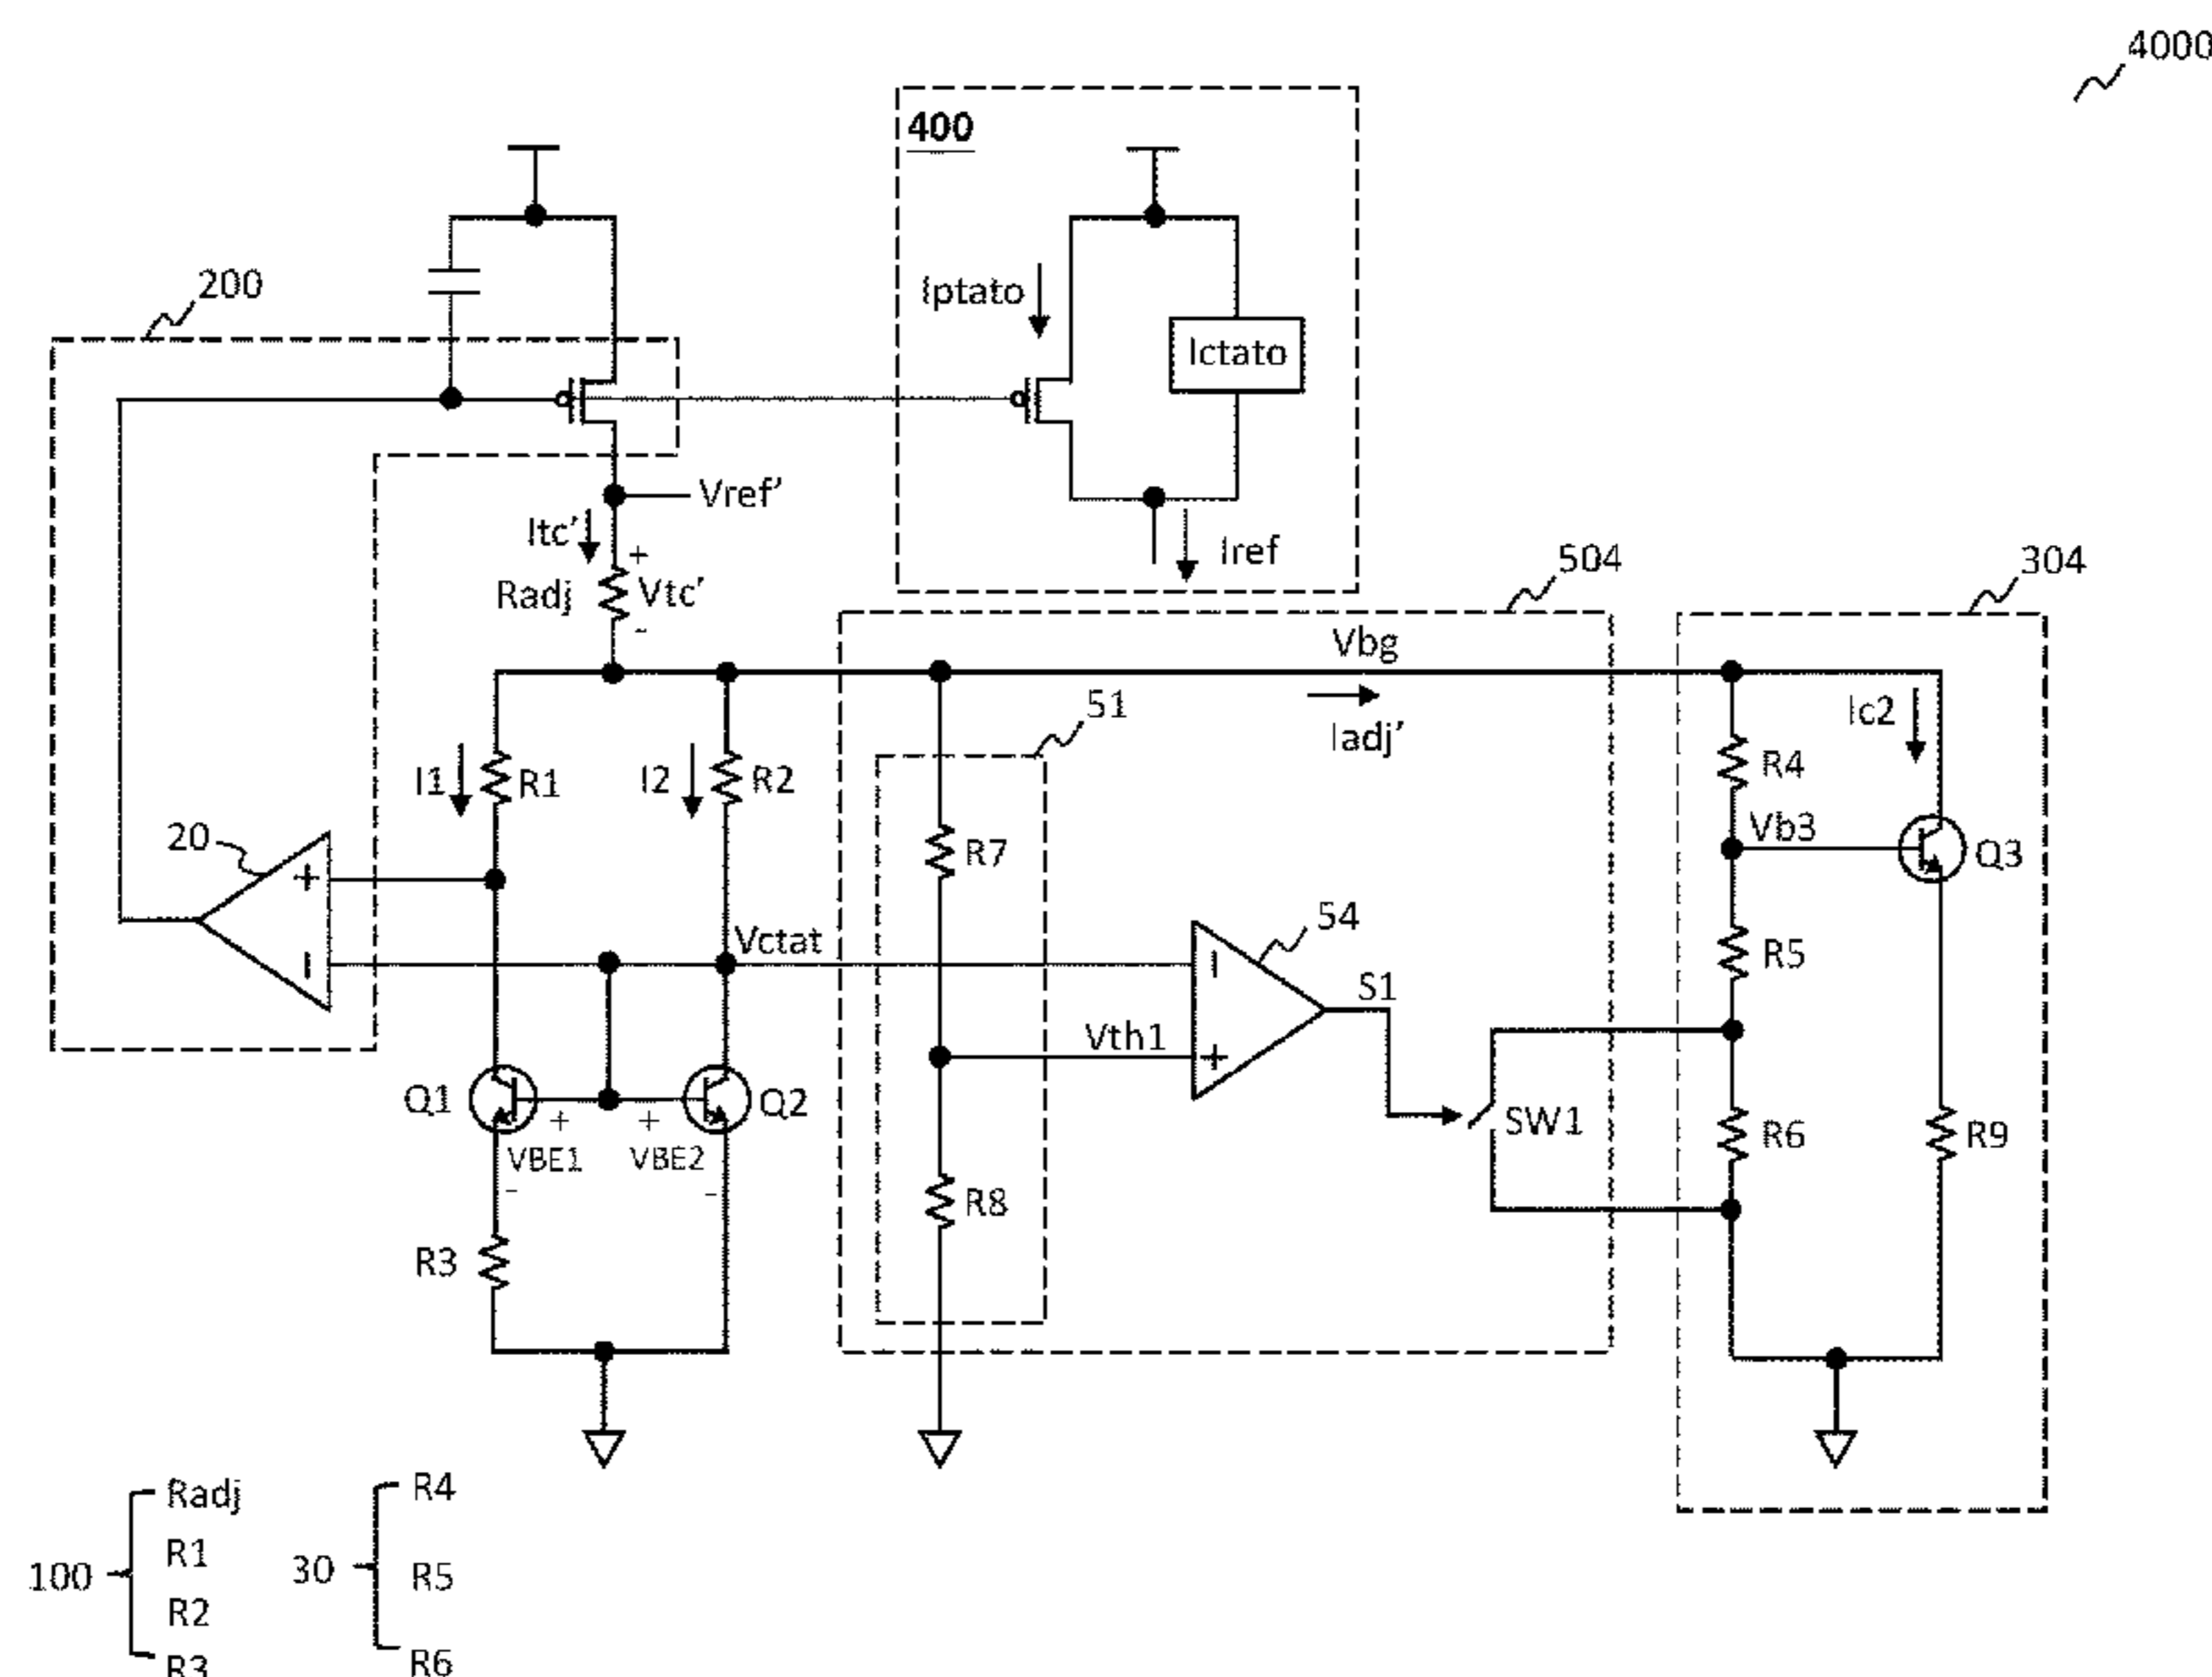 4000
400
200
Iptato
Ictato
Vref'
Itc'
+
Iref
504
304
Radj
Vtc'
-
Vbg
51
Iadj'
Ic2
I1
R1
I2
R2
R4
20
+
R7
Vb3
Q3
-
Vctat
54
R5
S1
Vth1
-
+
Q1
Q2
+
+
SW1
R6
R9
VBE1
VBE2
-
-
R8
R3
100
Radj
R1
R2
R3
30
R4
R5
R6